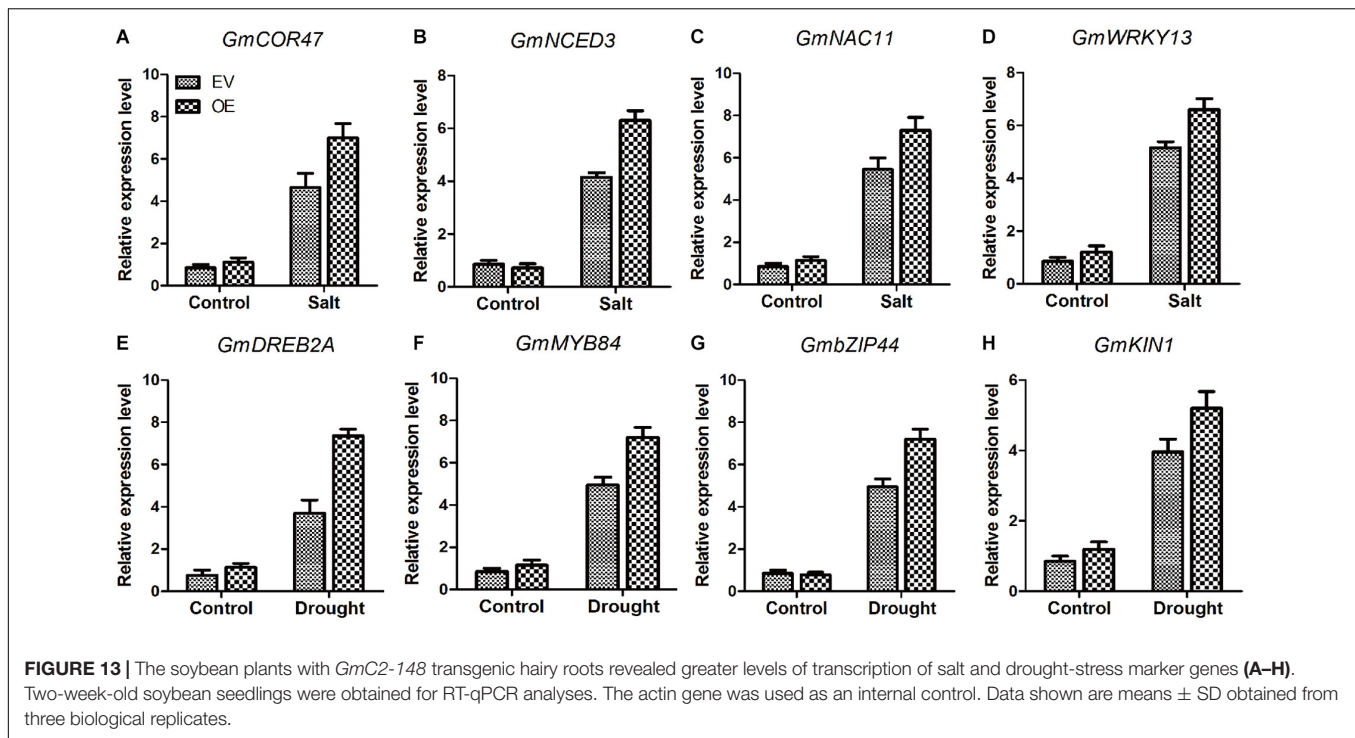 A
GmCOR47
Relative expression level
10
8
6
4
2
0
EV
OE
Control
Salt
B
GmNCED3
Relative expression level
8
6
4
2
0
Control
Salt
C
GmNAC11
Relative expression level
10
8
6
4
2
0
Control
Salt
D
GmWRKY13
Relative expression level
8
6
4
2
0
Control
Salt
E
GmDREB2A
Relative expression level
10
8
6
4
2
0
Control
Drought
F
GmMYB84
Relative expression level
10
8
6
4
2
0
Control
Drought
G
GmbZIP44
Relative expression level
10
8
6
4
2
0
Control
Drought
H
GmKIN1
Relative expression level
6
4
2
0
Control
Drought
FIGURE 13 | The soybean plants with GmC2-148 transgenic hairy roots revealed greater levels of transcription of salt and drought-stress marker genes (A–H).
Two-week-old soybean seedlings were obtained for RT-qPCR analyses. The actin gene was used as an internal control. Data shown are means ± SD obtained from
three biological replicates.